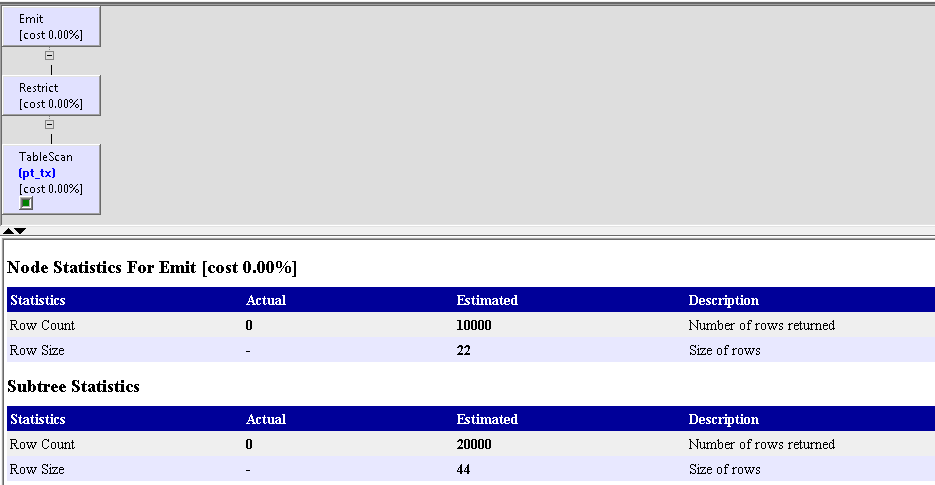 Emit
[cost 0.00%]
Restrict
[cost 0.00%]
TableScan
(pt_tx)
[cost 0.00%]
Node Statistics For Emit [cost 0.00%]
Statistics Actual Estimated Description
Row Count 0 10000 Number of rows returned
Row Size - 22 Size of rows
Subtree Statistics
Statistics Actual Estimated Description
Row Count 0 20000 Number of rows returned
Row Size - 44 Size of rows